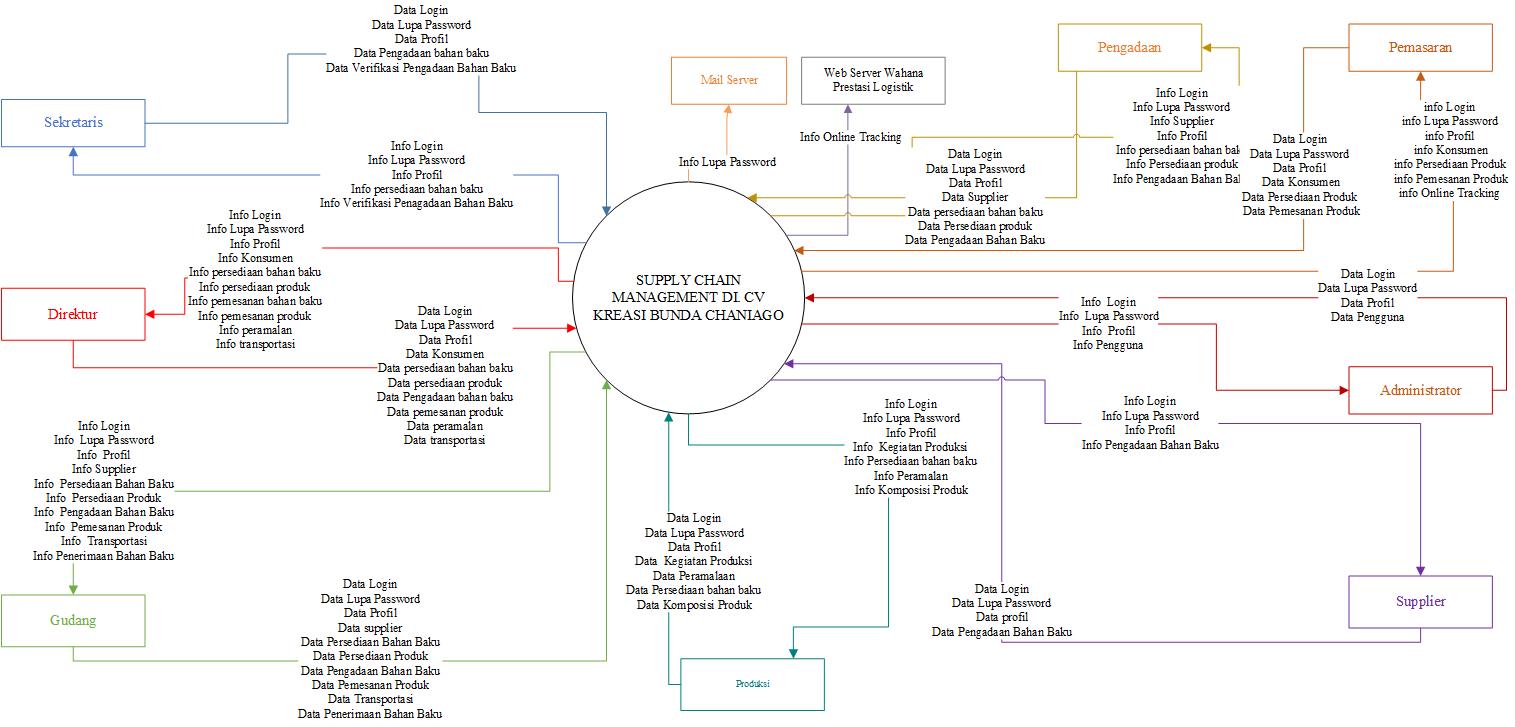 Data Login
Data Lupa Password
Data Profil
Data Pengadaan bahan baku
Data Verifikasi Pengadaan Bahan Baku
Sekretaris
Info Login
Info Lupa Password
Info Profil
Info persediaan bahan baku
Info Verifikasi Penagadaan Bahan Baku
Mail Server
Info Lupa Password
Web Server Wahana
Prestasi Logistik
Info Online Tracking
Pengadaan
Info Login
Info Lupa Password
Info Supplier
Info Profil
Info persediaan bahan bak
Info Persediaan produk
Info Pengadaan Bahan Bal
Data Login
Data Lupa Password
Data Profil
Data Supplier
Data persediaan bahan baku
Data Persediaan produk
Data Pengadaan Bahan Baku
Pemasaran
Data Login
Data Lupa Password
Data Profil
Data Konsumen
Data Persediaan Produk
Data Pemesanan Produk
info Login
info Lupa Password
info Profil
info Konsumen
info Persediaan Produk
info Pemesanan Produk
info Online Tracking
Info Login
Info Lupa Password
Info Profil
Info Konsumen
Info persediaan bahan baku
Info persediaan produk
Info pemesanan bahan baku
Info pemesanan produk
Info peramalan
Info transportasi
Direktur
Data Login
Data Lupa Password
Data Profil
Data Konsumen
Data persediaan bahan baku
Data persediaan produk
Data Pengadaan bahan baku
Data pemesanan produk
Data peramalan
Data transportasi
SUPPLY CHAIN
MANAGEMENT DI. CV
KREASI BUNDA CHANIAGO
Data Login
Data Lupa Password
Data Profil
Data Pengguna
Info Login
Info Lupa Password
Info Profil
Info Pengguna
Administrator
Info Login
Info Lupa Password
Info Profil
Info Pengadaan Bahan Baku
Info Login
Info Lupa Password
Info Profil
Info Kegiatan Produksi
Info Persediaan bahan baku
Info Peramalan
Info Komposisi Produk
Info Login
Info Lupa Password
Info Profil
Info Supplier
Info Persediaan Bahan Baku
Info Persediaan Produk
Info Pengadaan Bahan Baku
Info Pemesanan Produk
Info Transportasi
Info Penerimaan Bahan Baku
Gudang
Data Login
Data Lupa Password
Data Profil
Data supplier
Data Persediaan Bahan Baku
Data Persediaan Produk
Data Pengadaan Bahan Baku
Data Pemesanan Produk
Data Transportasi
Data Penerimaan Bahan Baku
Data Login
Data Lupa Password
Data Profil
Data Kegiatan Produksi
Data Peramalaan
Data Persediaan bahan baku
Data Komposisi Produk
Produksi
Data Login
Data Lupa Password
Data profil
Data Pengadaan Bahan Baku
Supplier